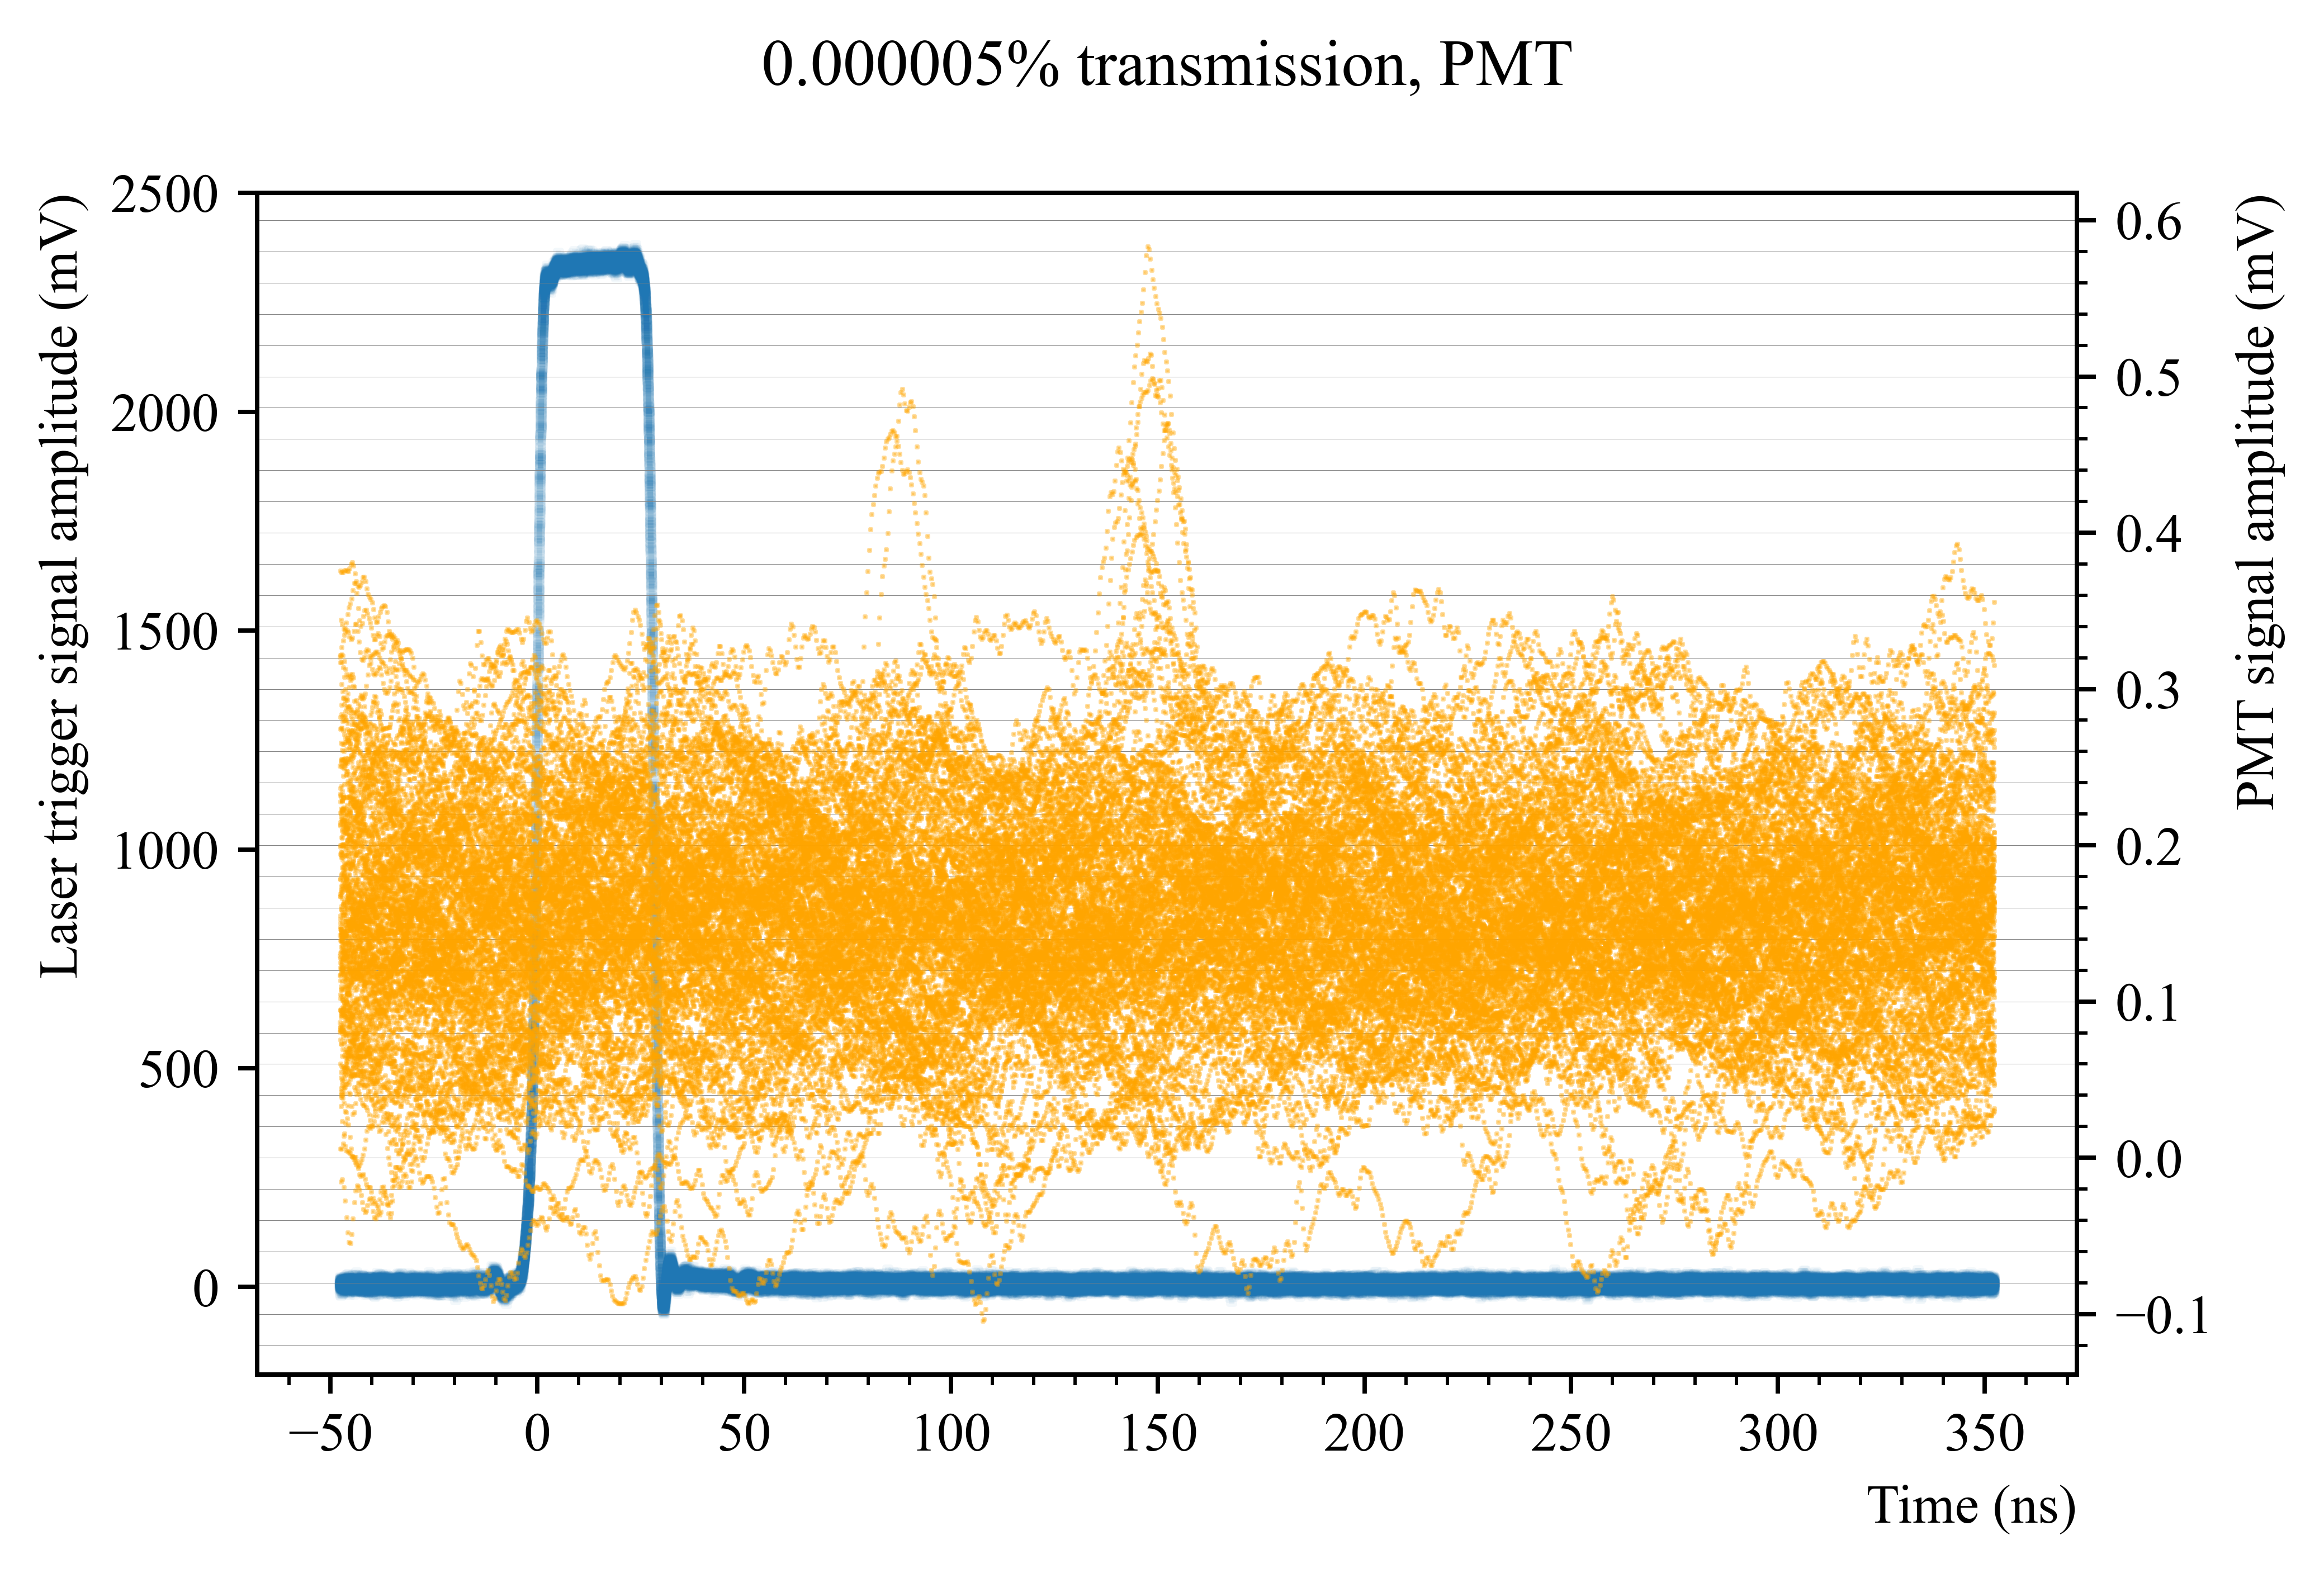 0.000005% transmission, PMT
Laser trigger signal amplitude (mV)
2500
2000
1500
1000
500
0
PMT signal amplitude (mV)
0.6
0.5
0.4
0.3
0.2
0.1
0.0
−0.1
−50 0 50 100 150 200 250 300 350
Time (ns)